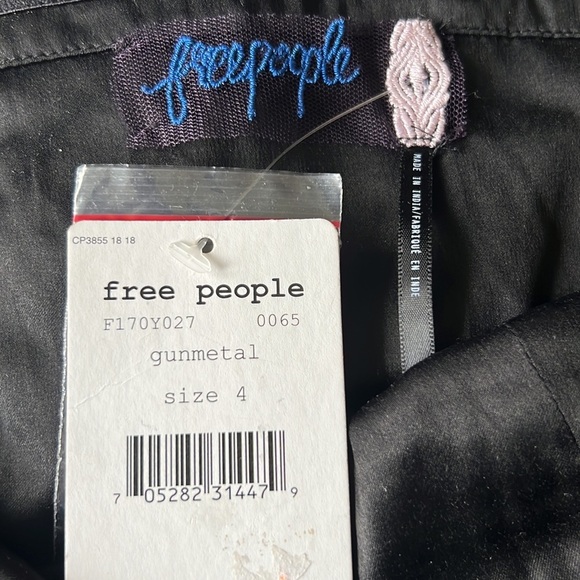 freepeople
MADE IN INDIA/FABRIQUÉ EN INDE
CP3855 18 18
free people
F170Y027 0065
gunmetal
size 4
7 05282 31447 9